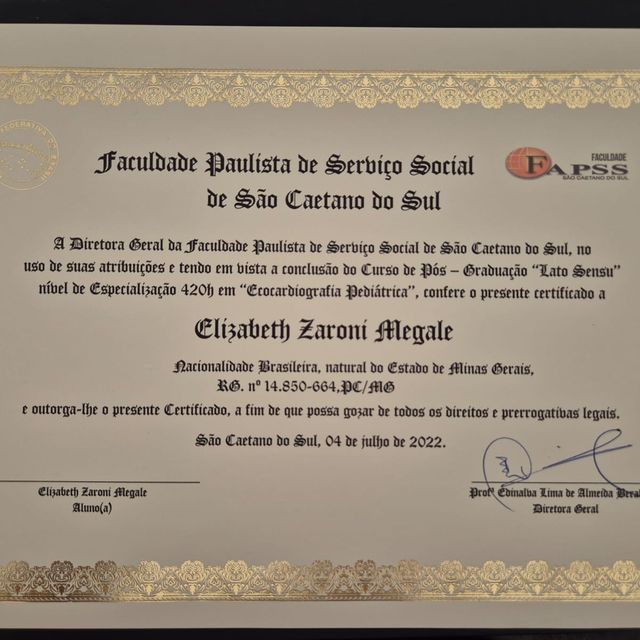 Faculdade Paulista de Serviço Social
de São Caetano do Sul
FACULDADE
FAPSS
SÃO CAETANO DO SUL
A Diretora Geral da Faculdade Paulista de Serviço Social de São Caetano do Sul, no
uso de suas atribuições e tendo em vista a conclusão do Curso de Pós – Graduação “Lato Sensu”
nível de Especialização 420h em “Ecocardiografia Pediátrica”, confere o presente certificado a
Elizabeth Zaroni Megale
Nacionalidade Brasileira, natural do Estado de Minas Gerais,
RG. nº 14.850-664,PC/MG
e outorga-lhe o presente Certificado, a fim de que possa gozar de todos os direitos e prerrogativas legais.
São Caetano do Sul, 04 de julho de 2022.
Elizabeth Zaroni Megale
Aluno(a)
Profª Edinalva Lima de Almeida
Diretora Geral